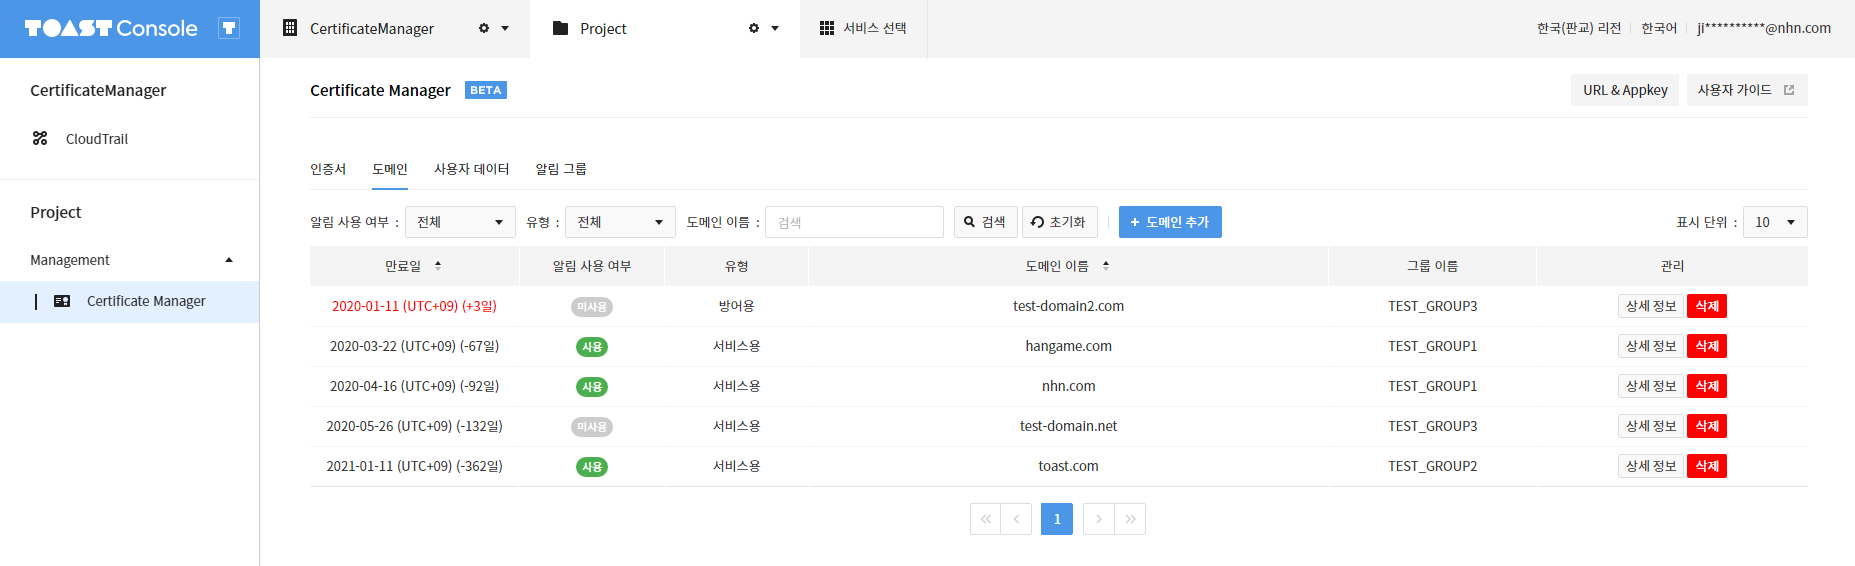 TOAST Console T
CertificateManager
Project
서비스 선택
한국(판교) 리전
한국어
ji**********@nhn.com
CertificateManager
CloudTrail
Project
Management
Certificate Manager
Certificate Manager BETA
URL & Appkey
사용자 가이드
인증서 도메인 사용자 데이터 알림 그룹
알림 사용 여부 : 전체 유형 : 전체 도메인 이름 : 검색 검색 초기화 + 도메인 추가 표시 단위 : 10
만료일 알림 사용 여부 유형 도메인 이름 그룹 이름 관리
2020-01-11 (UTC+09) (+3일) 미사용 방어용 test-domain2.com TEST_GROUP3 상세 정보 삭제
2020-03-22 (UTC+09) (-67일) 사용 서비스용 hangame.com TEST_GROUP1 상세 정보 삭제
2020-04-16 (UTC+09) (-92일) 사용 서비스용 nhn.com TEST_GROUP1 상세 정보 삭제
2020-05-26 (UTC+09) (-132일) 미사용 서비스용 test-domain.net TEST_GROUP3 상세 정보 삭제
2021-01-11 (UTC+09) (-362일) 사용 서비스용 toast.com TEST_GROUP2 상세 정보 삭제
1